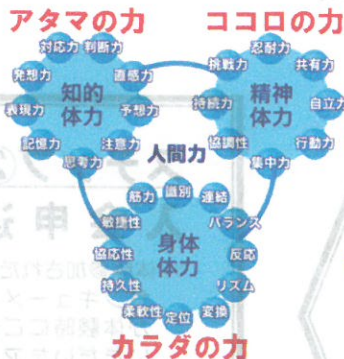 アタマの力
ココロの力
対応力
判断力
発想力
直感力
表現力
予想力
記憶力
注意力
思考力
知的
体力
忍耐力
挑戦力
共有力
持続力
自立力
協調性
行動力
集中力
精神
体力
人間力
筋力
識別
連結
敏捷性
バランス
協応性
反応
持久性
リズム
柔軟性
定位
変換
身体
体力
カラダの力